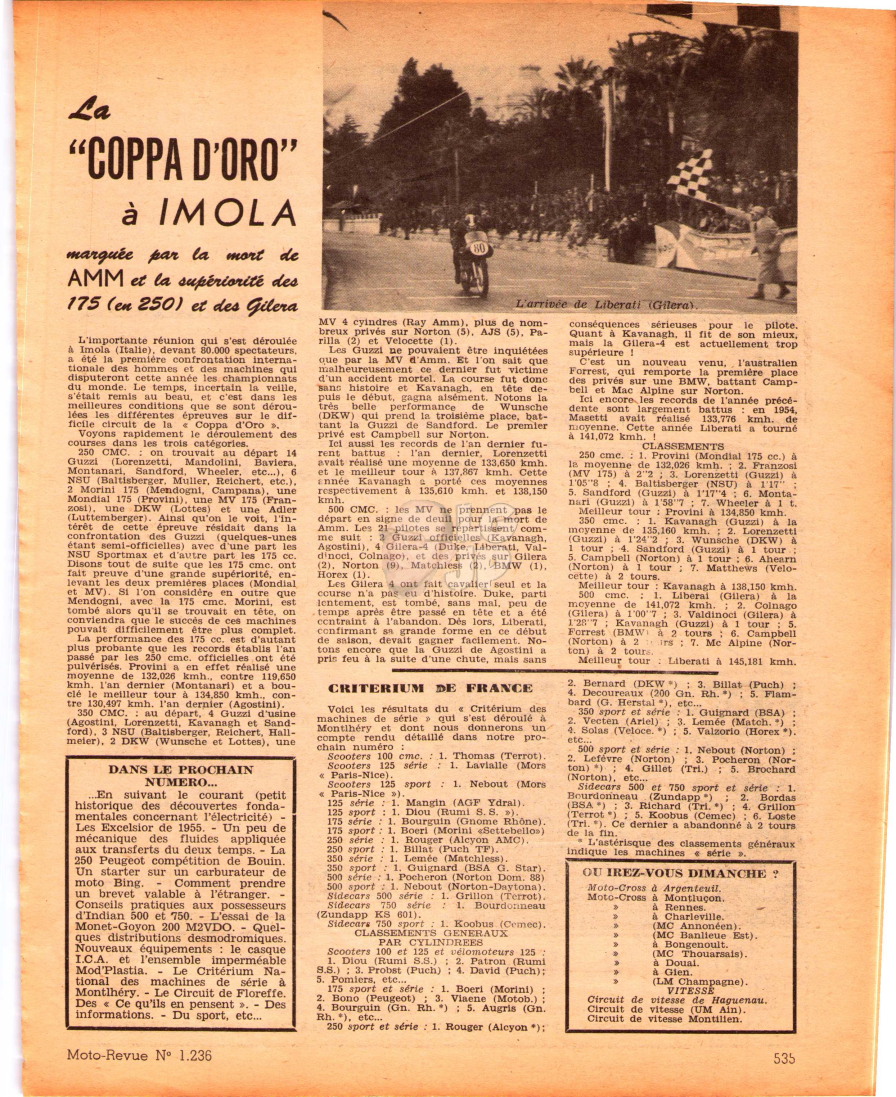 La
"COPPA D'ORO"
à IMOLA
marquée par la mort de
AMM et la supériorité des
175 (en 250) et des Gilera
80
L'arrivée de Liberati (Gilera).
L'importante réunion qui s'est déroulée
à Imola (Italie), devant 80.000 spectateurs,
a été la première confrontation interna-
tionale des hommes et des machines qui
disputeront cette année les championnats
du monde. Le temps, incertain la veille,
s'était remis au beau, et c'est dans les
meilleures conditions que se sont dérou-
lées les différentes épreuves sur le dif-
ficile circuit de la « Coppa d'Oro ».
Voyons rapidement le déroulement des
courses dans les trois catégories.
250 CMC. : on trouvait au départ 14
Guzzi (Lorenzetti, Mandolini, Baviera,
Montanari, Sandford, Wheeler, etc...), 6
NSU (Baltisberger, Muller, Reichert, etc.),
2 Morini 175 (Mendogni, Campana), une
Mondial 175 (Provini), une MV 175 (Fran-
zosi), une DKW (Lottes) et une Adler
(Luttemberger). Ainsi qu'on le voit, l'in-
térêt de cette épreuve résidait dans la
confrontation des Guzzi (quelques-unes
étant semi-officielles) avec d'une part les
NSU Sportmax et d'autre part les 175 cc.
Disons tout de suite que les 175 cmc. ont
fait preuve d'une grande supériorité, en-
levant les deux premières places (Mondial
et MV). Si l'on considère en outre que
Mendogni, avec la 175 cmc. Morini, est
tombé alors qu'il se trouvait en tête, on
conviendra que le succès de ces machines
pouvait difficilement être plus complet.
La performance des 175 cc. est d'autant
plus probante que les records établis l'an
passé par les 250 cmc. officielles ont été
pulvérisés. Provini a en effet réalisé une
moyenne de 132,026 kmh., contre 119,650
kmh. l'an dernier (Montanari) et a bou-
clé le meilleur tour à 134,850 kmh., con-
tre 130,497 kmh. l'an dernier (Agostini).
350 CMC. : au départ, 4 Guzzi d'usine
(Agostini, Lorenzetti, Kavanagh et Sand-
ford), 3 NSU (Baltisberger, Reichert, Hall-
meier), 2 DKW (Wunsche et Lottes), une
MV 4 cyindres (Ray Amm), plus de nom-
breux privés sur Norton (5), AJS (5), Pa-
rilla (2) et Velocette (1).
Les Guzzi ne pouvaient être inquiétées
que par la MV d'Amm. Et l'on sait que
malheureusement ce dernier fut victime
d'un accident mortel. La course fut donc
sans histoire et Kavanagh, en tête de-
puis le début, gagna aisément. Notons la
très belle performance de Wunsche
(DKW) qui prend la troisième place, bat-
tant la Guzzi de Sandford. Le premier
privé est Campbell sur Norton.
Ici aussi les records de l'an dernier fu-
rent battus : l'an dernier, Lorenzetti
avait réalisé une moyenne de 133,650 kmh.
et le meilleur tour à 137,867 kmh. Cette
année Kavanagh a porté ces moyennes
respectivement à 135,610 kmh. et 138,150
kmh.
500 CMC. : les MV ne prennent pas le
départ en signe de deuil pour la mort de
Amm. Les 21 pilotes se répartissent com-
me suit : 2 Guzzi officielles (Kavanagh,
Agostini), 4 Gilera-4 (Duke, Liberati, Val-
dinoci, Colnago), et des privés sur Gilera
(2), Norton (9), Matchless (2), BMW (1),
Horex (1).
Les Gilera ont fait cavalier seul et la
course n'a pas eu d'histoire. Duke, parti
lentement, est tombé, sans mal, peu de
temps après être passé en tête et a été
contraint à l'abandon. Dès lors, Liberati,
confirmant sa grande forme en ce début
de saison, devait gagner facilement. No-
tons encore que la Guzzi de Agostini a
pris feu à la suite d'une chute, mais sans
conséquences sérieuses pour le pilote.
Quant à Kavanagh, il fit de son mieux,
mais la Gilera-4 est actuellement trop
supérieure !
C'est un nouveau venu, l'australien
Forrest, qui remporte la première place
des privés sur une BMW, battant Camp-
bell et Mac Alpine sur Norton.
Ici encore les records de l'année précé-
dente sont largement battus : en 1954,
Masetti avait réalisé 133,776 kmh. de
moyenne. Cette année Liberati a tourné
à 141,072 kmh. !
CLASSEMENTS
250 cmc. : 1. Provini (Mondial 175 cc.) à
la moyenne de 132,026 kmh. ; 2. Franzosi
(MV 175) à 2''2 ; 3. Lorenzetti (Guzzi) à
1'05''8 ; 4. Baltisberger (NSU) à 1'17'' ;
5. Sandford (Guzzi) à 1'17''4 ; 6. Monta-
nari (Guzzi) à 1'58''7 ; 7. Wheeler à 1 t.
Meilleur tour : Provini à 134,850 kmh.
350 cmc. : 1. Kavanagh (Guzzi) à la
moyenne de 135,160 kmh. ; 2. Lorenzetti
(Guzzi) à 1'24''2 ; 3. Wunsche (DKW) à
1 tour ; 4. Sandford (Guzzi) à 1 tour ;
5. Campbell (Norton) à 1 tour ; 6. Ahearn
(Norton) à 1 tour ; 7. Matthews (Velo-
cette) à 2 tours.
Meilleur tour : Kavanagh à 138,150 kmh.
500 cmc. : 1. Liberai (Gilera) à la
moyenne de 141,072 kmh. ; 2. Colnago
(Gilera) à 1'00''7 ; 3. Valdinoci (Gilera) à
1'28''7 ; Kavanagh (Guzzi) à 1 tour ; 5.
Forrest (BMW) à 2 tours ; 6. Campbell
(Norton) à 2 tours ; 7. Mc Alpine (Nor-
ton) à 2 tours.
Meilleur tour : Liberati à 145,181 kmh.
CRITERIUM DE FRANCE
Voici les résultats du « Critérium des
machines de série » qui s'est déroulé à
Montlhéry et dont nous donnerons un
compte rendu détaillé dans notre pro-
chain numéro :
Scooters 100 cmc. : 1. Thomas (Terrot).
Scooters 125 série : 1. Lavialle (Mors
« Paris-Nice).
Scooters 125 sport : 1. Nebout (Mors
« Paris-Nice »).
125 série : 1. Mangin (AGF Ydral).
125 sport : 1. Diou (Rumi S.S. »).
175 série : 1. Bourguin (Gnome Rhône).
175 sport : 1. Boeri (Morini «Settebello»)
250 série : 1. Rouger (Alcyon AMC).
250 sport : 1. Billat (Puch TF).
350 série : 1. Lemée (Matchless).
350 sport : 1. Guignard (BSA G. Star).
500 série : 1. Pocheron (Norton Dom. 88)
500 sport : 1. Nebout (Norton-Daytona).
Sidecars 500 série : 1. Grillon (Terrot).
Sidecars 750 série : 1. Bourdonneau
(Zundapp KS 601).
Sidecars 750 sport : 1. Koobus (Cemec).
CLASSEMENTS GENERAUX
PAR CYLINDREES
Scooters 100 et 125 et vélomoteurs 125 :
1. Diou (Rumi S.S.) ; 2. Patron (Rumi
S.S.) ; 3. Probst (Puch) ; 4. David (Puch);
5. Pomiers, etc...
175 sport et série : 1. Boeri (Morini) ;
2. Bono (Peugeot) ; 3. Vlaene (Motob.) ;
4. Bourguin (Gn. Rh. *) ; 5. Augris (Gn.
Rh. *), etc...
250 sport et série : 1. Rouger (Alcyon *);
2. Bernard (DKW *) ; 3. Billat (Puch) ;
4. Decoureaux (200 Gn. Rh. *) ; 5. Flam-
bard (G. Herstal *), etc...
350 sport et série : 1. Guignard (BSA) ;
2. Vecten (Ariel) ; 3. Lemée (Match. *) ;
4. Solas (Veloce. *) ; 5. Valzorio (Horex *).
etc...
500 sport et série : 1. Nebout (Norton) ;
2. Lefèvre (Norton) ; 3. Pocheron (Nor-
ton *) ; 4. Gillet (Tri.) ; 5. Brochard
(Norton), etc...
Sidecars 500 et 750 sport et série : 1.
Bourdonneau (Zundapp *) ; 2. Bordas
(BSA *) ; 3. Richard (Tri. *) ; 4. Grillon
(Terrot *) ; 5. Koobus (Cemec) ; 6. Loste
(Tri. *). Ce dernier a abandonné à 2 tours
de la fin.
* L'astérisque des classements généraux
indique les machines « série ».
DANS LE PROCHAIN
NUMERO...
...En suivant le courant (petit
historique des découvertes fonda-
mentales concernant l'électricité) -
Les Excelsior de 1955. - Un peu de
mécanique des fluides appliquée
aux transferts du deux temps. - La
250 Peugeot compétition de Bouin.
Un starter sur un carburateur de
moto Bing. - Comment prendre
un brevet valable à l'étranger. -
Conseils pratiques aux possesseurs
d'Indian 500 et 750. - L'essai de la
Monet-Goyon 200 M2VDO. - Quel-
ques distributions desmodromiques.
Nouveaux équipements : le casque
I.C.A. et l'ensemble imperméable
Mod'Plastia. - Le Critérium Na-
tional des machines de série à
Montlhéry. - Le Circuit de Floreffe.
Des « Ce qu'ils en pensent ». - Des
informations. - Du sport, etc...
OU IREZ-VOUS DIMANCHE ?
Moto-Cross à Argenteuil.
Moto-Cross à Montluçon.
» à Rennes.
» à Charleville.
» (MC Annonéen).
» (MC Banlieue Est).
» à Bongenoult.
» (MC Thouarsais).
» à Douai.
» à Gien.
» (LM Champagne).
VITESSE
Circuit de vitesse de Haguenau.
Circuit de vitesse (UM Ain).
Circuit de vitesse Montilien.
Moto-Revue N° 1.236
535